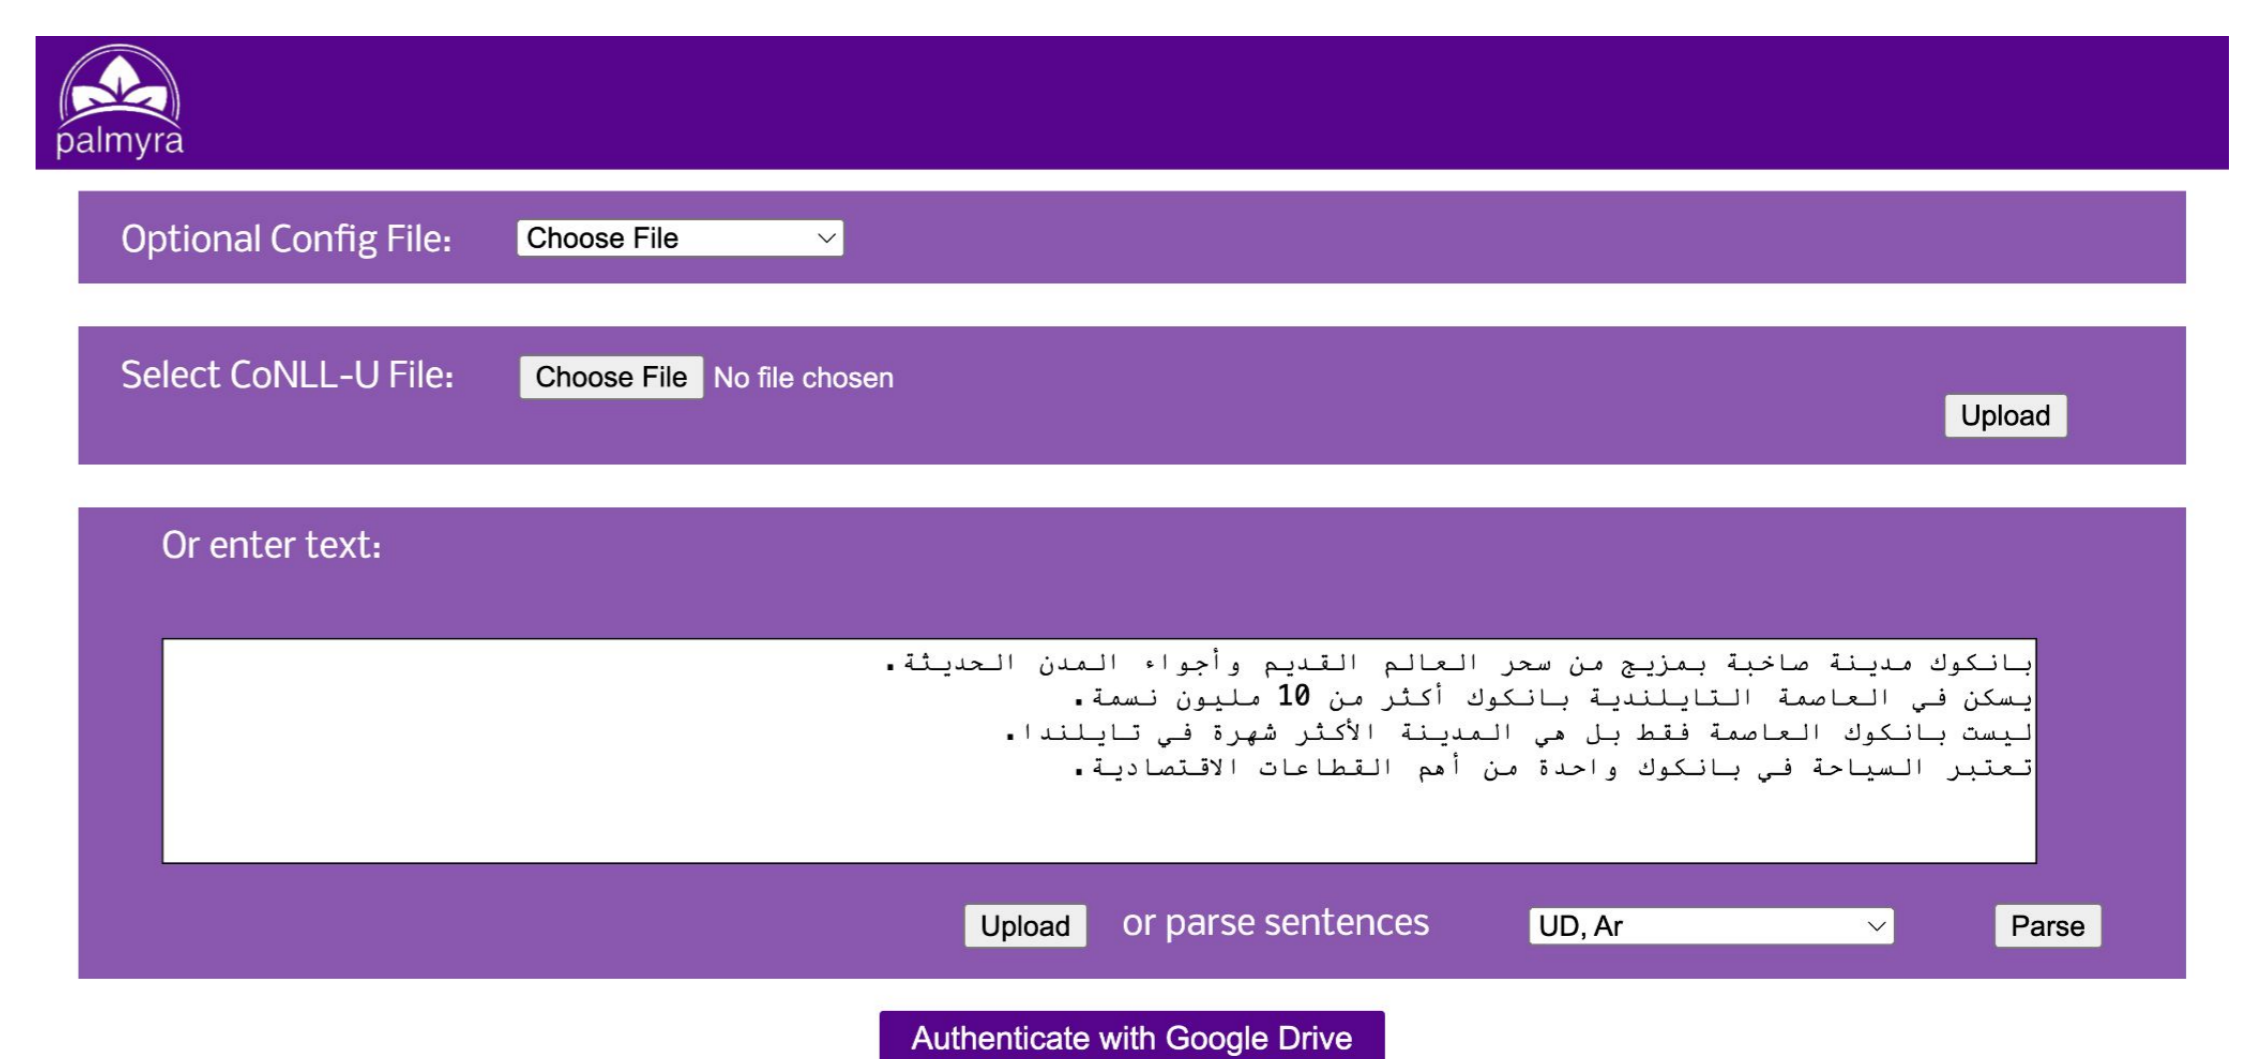 palmyra
Optional Config File: Choose File
Select CoNLL-U File: Choose File No file chosen
Upload
Or enter text:
بانكوك مدينة صاخبة بمزيج من سحر العالم القديم وأجواء المدن الحديثة.
يسكن في العاصمة التايلندية بانكوك أكثر من 10 مليون نسمة.
ليست بانكوك العاصمة فقط بل هي المدينة الأكثر شهرة في تايلندا.
تعتبر السياحة في بانكوك واحدة من أهم القطاعات الاقتصادية.
Upload or parse sentences UD, Ar Parse
Authenticate with Google Drive